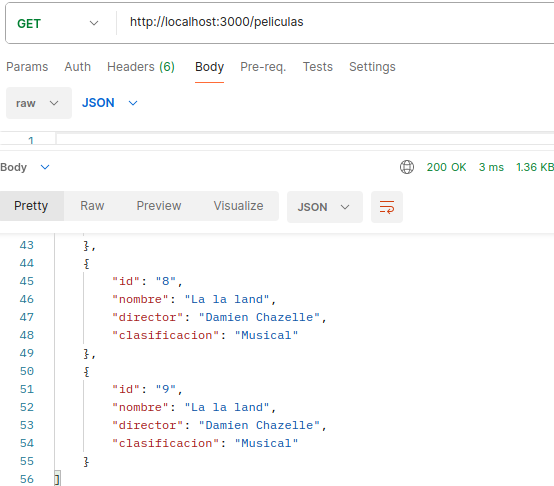 GET http://localhost:3000/peliculas
Params Auth Headers (6) Body Pre-req. Tests Settings
raw JSON
1
Body 200 OK 3 ms 1.36 KB
Pretty Raw Preview Visualize JSON
43 },
44 {
45 "id": "8",
46 "nombre": "La la land",
47 "director": "Damien Chazelle",
48 "clasificacion": "Musical"
49 },
50 {
51 "id": "9",
52 "nombre": "La la land",
53 "director": "Damien Chazelle",
54 "clasificacion": "Musical"
55 }
56 ]